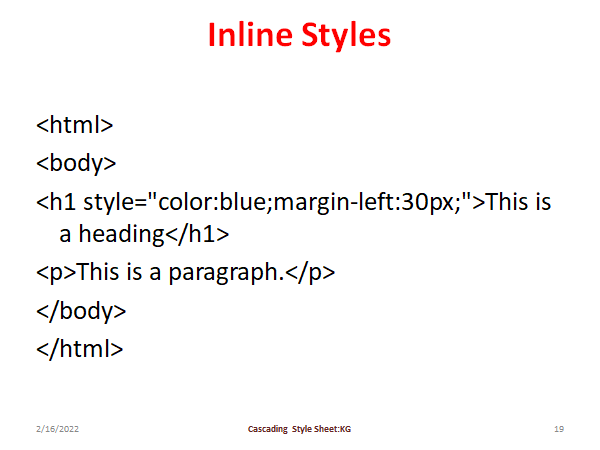 Inline Styles
<html>
<body>
<h1 style="color:blue;margin-left:30px;">This is
a heading</h1>
<p>This is a paragraph.</p>
</body>
</html>
2/16/2022
Cascading Style Sheet:KG
19